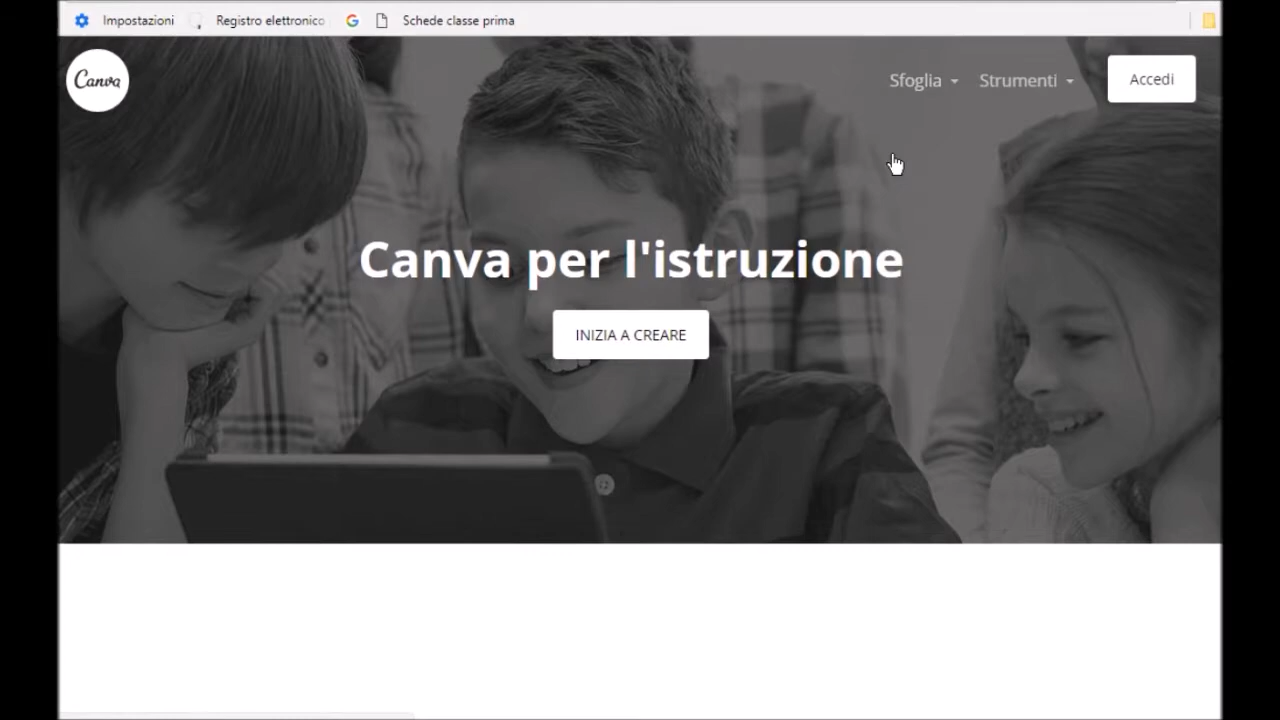 Impostazioni Registro elettronico Schede classe prima
Canva Sfoglia Strumenti Accedi
Canva per l'istruzione
INIZIA A CREARE